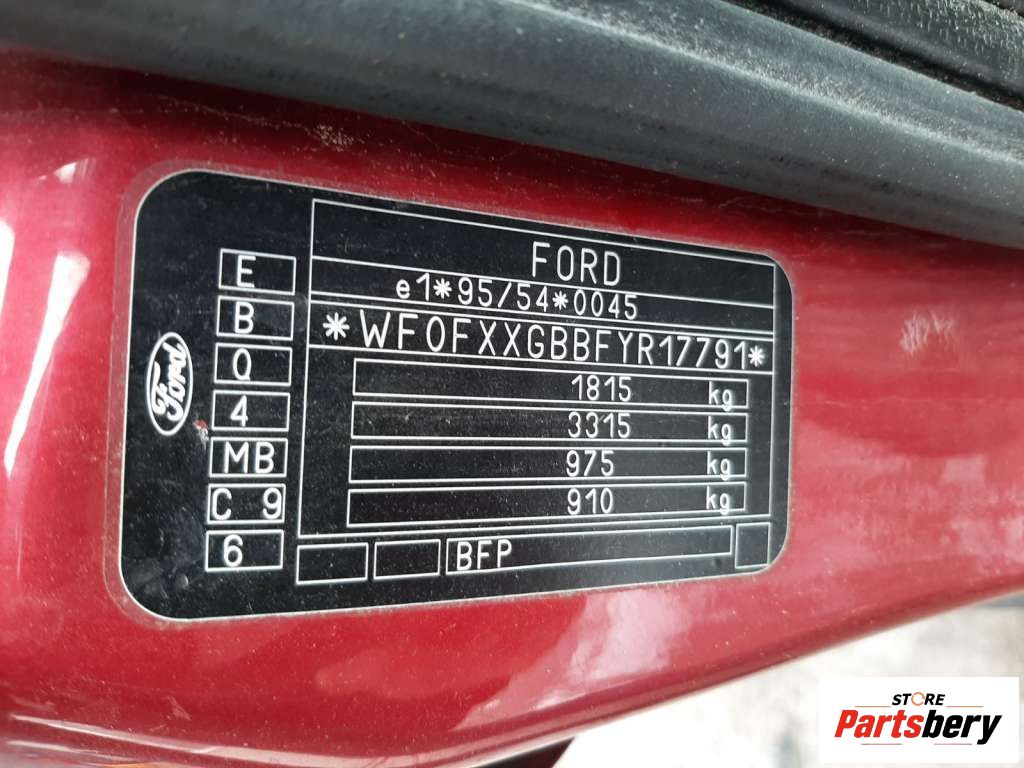 Ford
E
B
Q
4
MB
C 9
6
FORD
e1*95/54*0045
*WF0FXXGBBFYR17791*
1815 kg
3315 kg
975 kg
910 kg
BFP
STORE
Partsbery